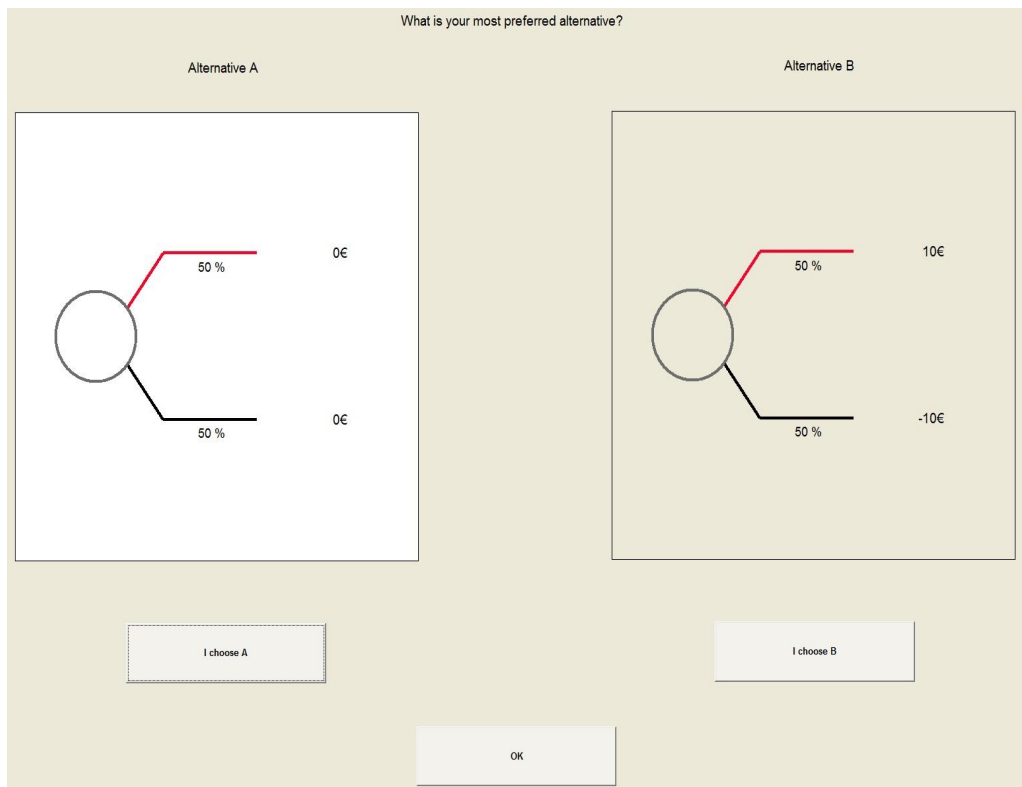 What is your most preferred alternative?
Alternative A
Alternative B
0€
50 %
0€
50 %
10€
50 %
-10€
50 %
I choose A
I choose B
OK